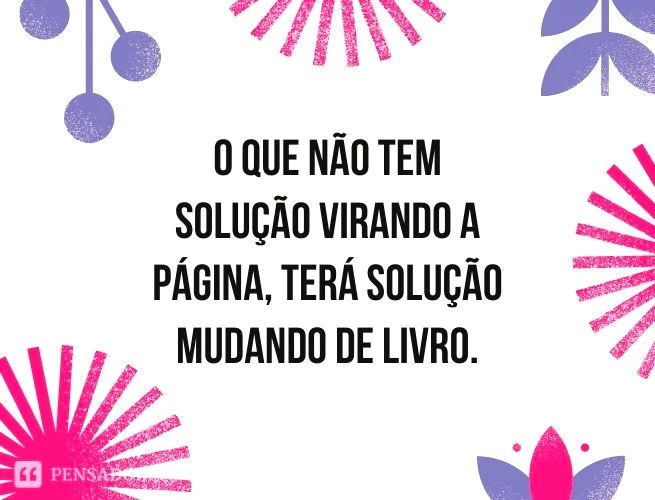 O QUE NÃO TEM
SOLUÇÃO VIRANDO A
PÁGINA, TERÁ SOLUÇÃO
MUDANDO DE LIVRO.